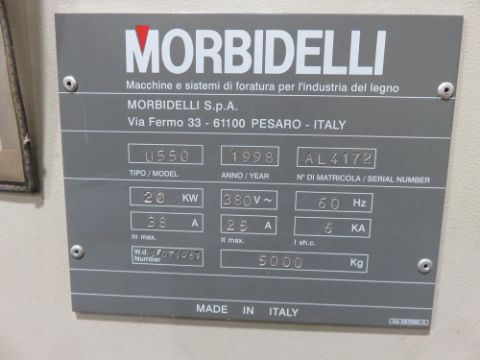 MORBIDELLI
Macchine e sistemi di foratura per l'industria del legno
MORBIDELLI S.p.A.
Via Fermo 33 - 61100 PESARO - ITALY
U550 1998 AL4172
TIPO / MODEL ANNO / YEAR N° DI MATRICOLA / SERIAL NUMBER
20 KW 380 V ~ 60 Hz
36 A 25 A 6 KA
In max. It max. I sh.c.
W.d. Number 5000 Kg
MADE IN ITALY